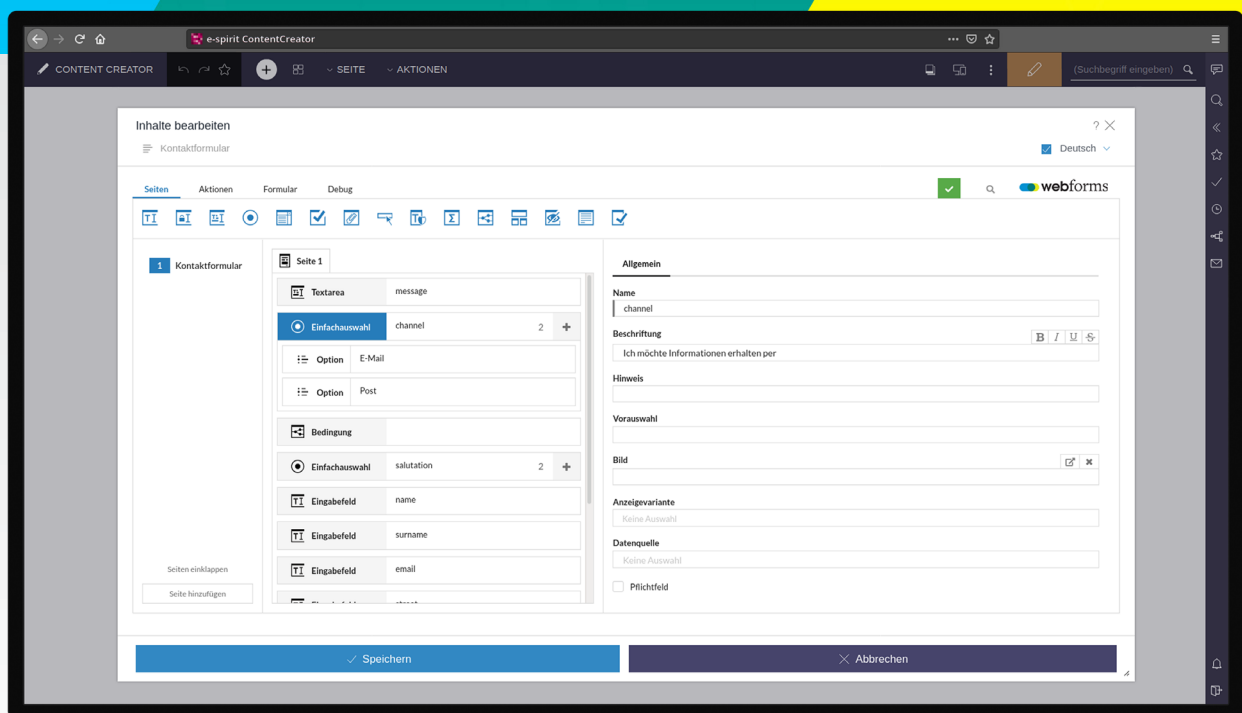 e-spirit ContentCreator
CONTENT CREATOR
SEITE
AKTIONEN
(Suchbegriff eingeben)
Inhalte bearbeiten
?
Kontaktformular
Deutsch
Seiten
Aktionen
Formular
Debug
webforms
1 Kontaktformular
Seite 1
Textarea message
Einfachauswahl channel 2 +
Option E-Mail
Option Post
Bedingung
Einfachauswahl salutation 2 +
Eingabefeld name
Eingabefeld surname
Eingabefeld email
Seiten einklappen
Seite hinzufügen
Allgemein
Name
channel
Beschriftung
B I U S
Ich möchte Informationen erhalten per
Hinweis
Vorauswahl
Bild
Anzeigevariante
Keine Auswahl
Datenquelle
Keine Auswahl
Pflichtfeld
Speichern
Abbrechen